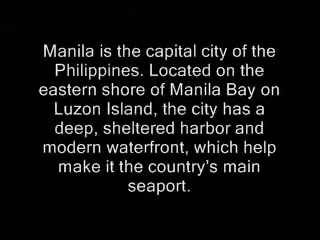 Manila is the capital city of the
Philippines. Located on the
eastern shore of Manila Bay on
Luzon Island, the city has a
deep, sheltered harbor and
modern waterfront, which help
make it the country’s main
seaport.